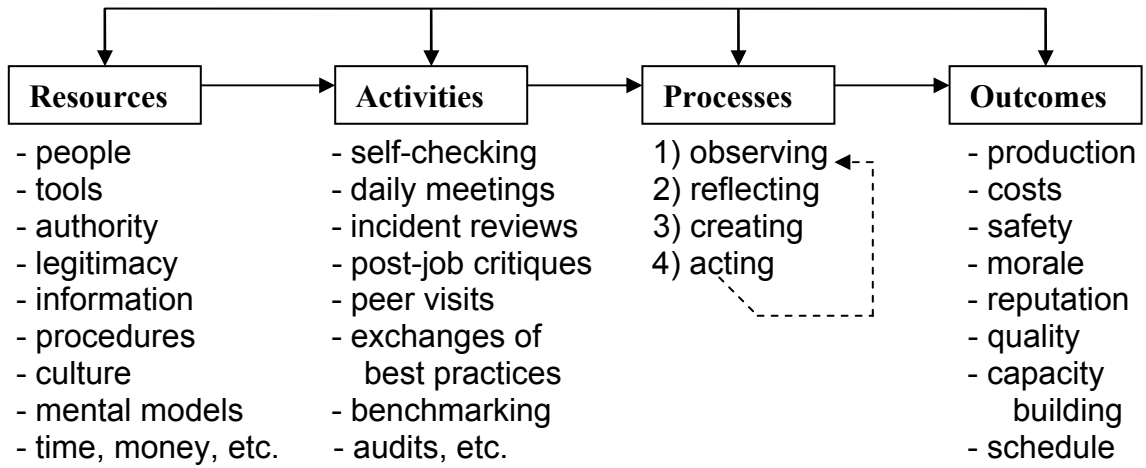 Resources
Activities
Processes
Outcomes
- people
- tools
- authority
- legitimacy
- information
- procedures
- culture
- mental models
- time, money, etc.
- self-checking
- daily meetings
- incident reviews
- post-job critiques
- peer visits
- exchanges of
best practices
- benchmarking
- audits, etc.
1) observing
2) reflecting
3) creating
4) acting
- production
- costs
- safety
- morale
- reputation
- quality
- capacity
building
- schedule